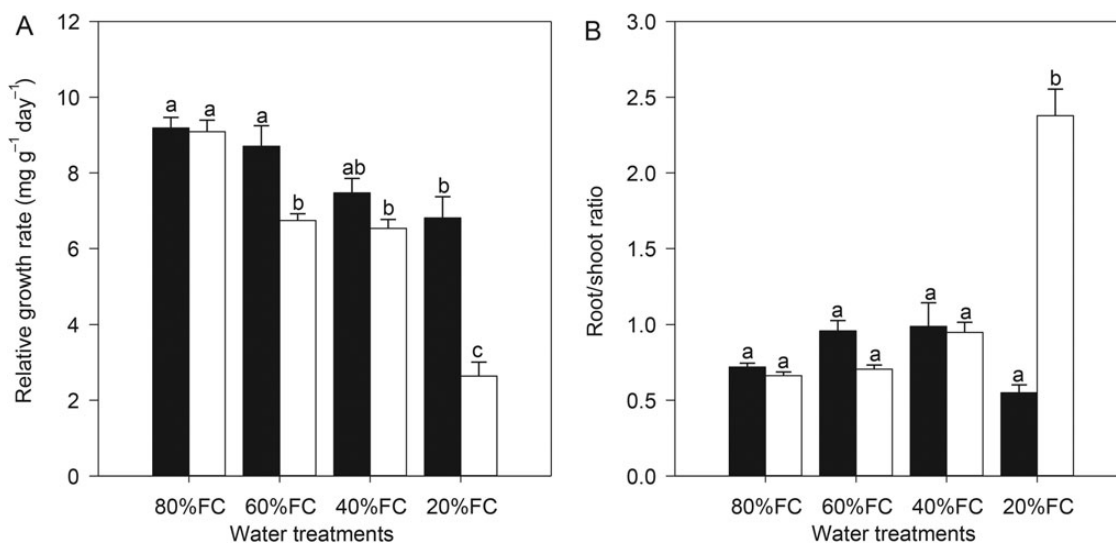 A
12
10
8
6
4
2
0
Relative growth rate (mg g⁻¹ day⁻¹)
a a a b ab b b c
80%FC 60%FC 40%FC 20%FC
Water treatments
B
3.0
2.5
2.0
1.5
1.0
0.5
0.0
Root/shoot ratio
a a a a a a a b
80%FC 60%FC 40%FC 20%FC
Water treatments